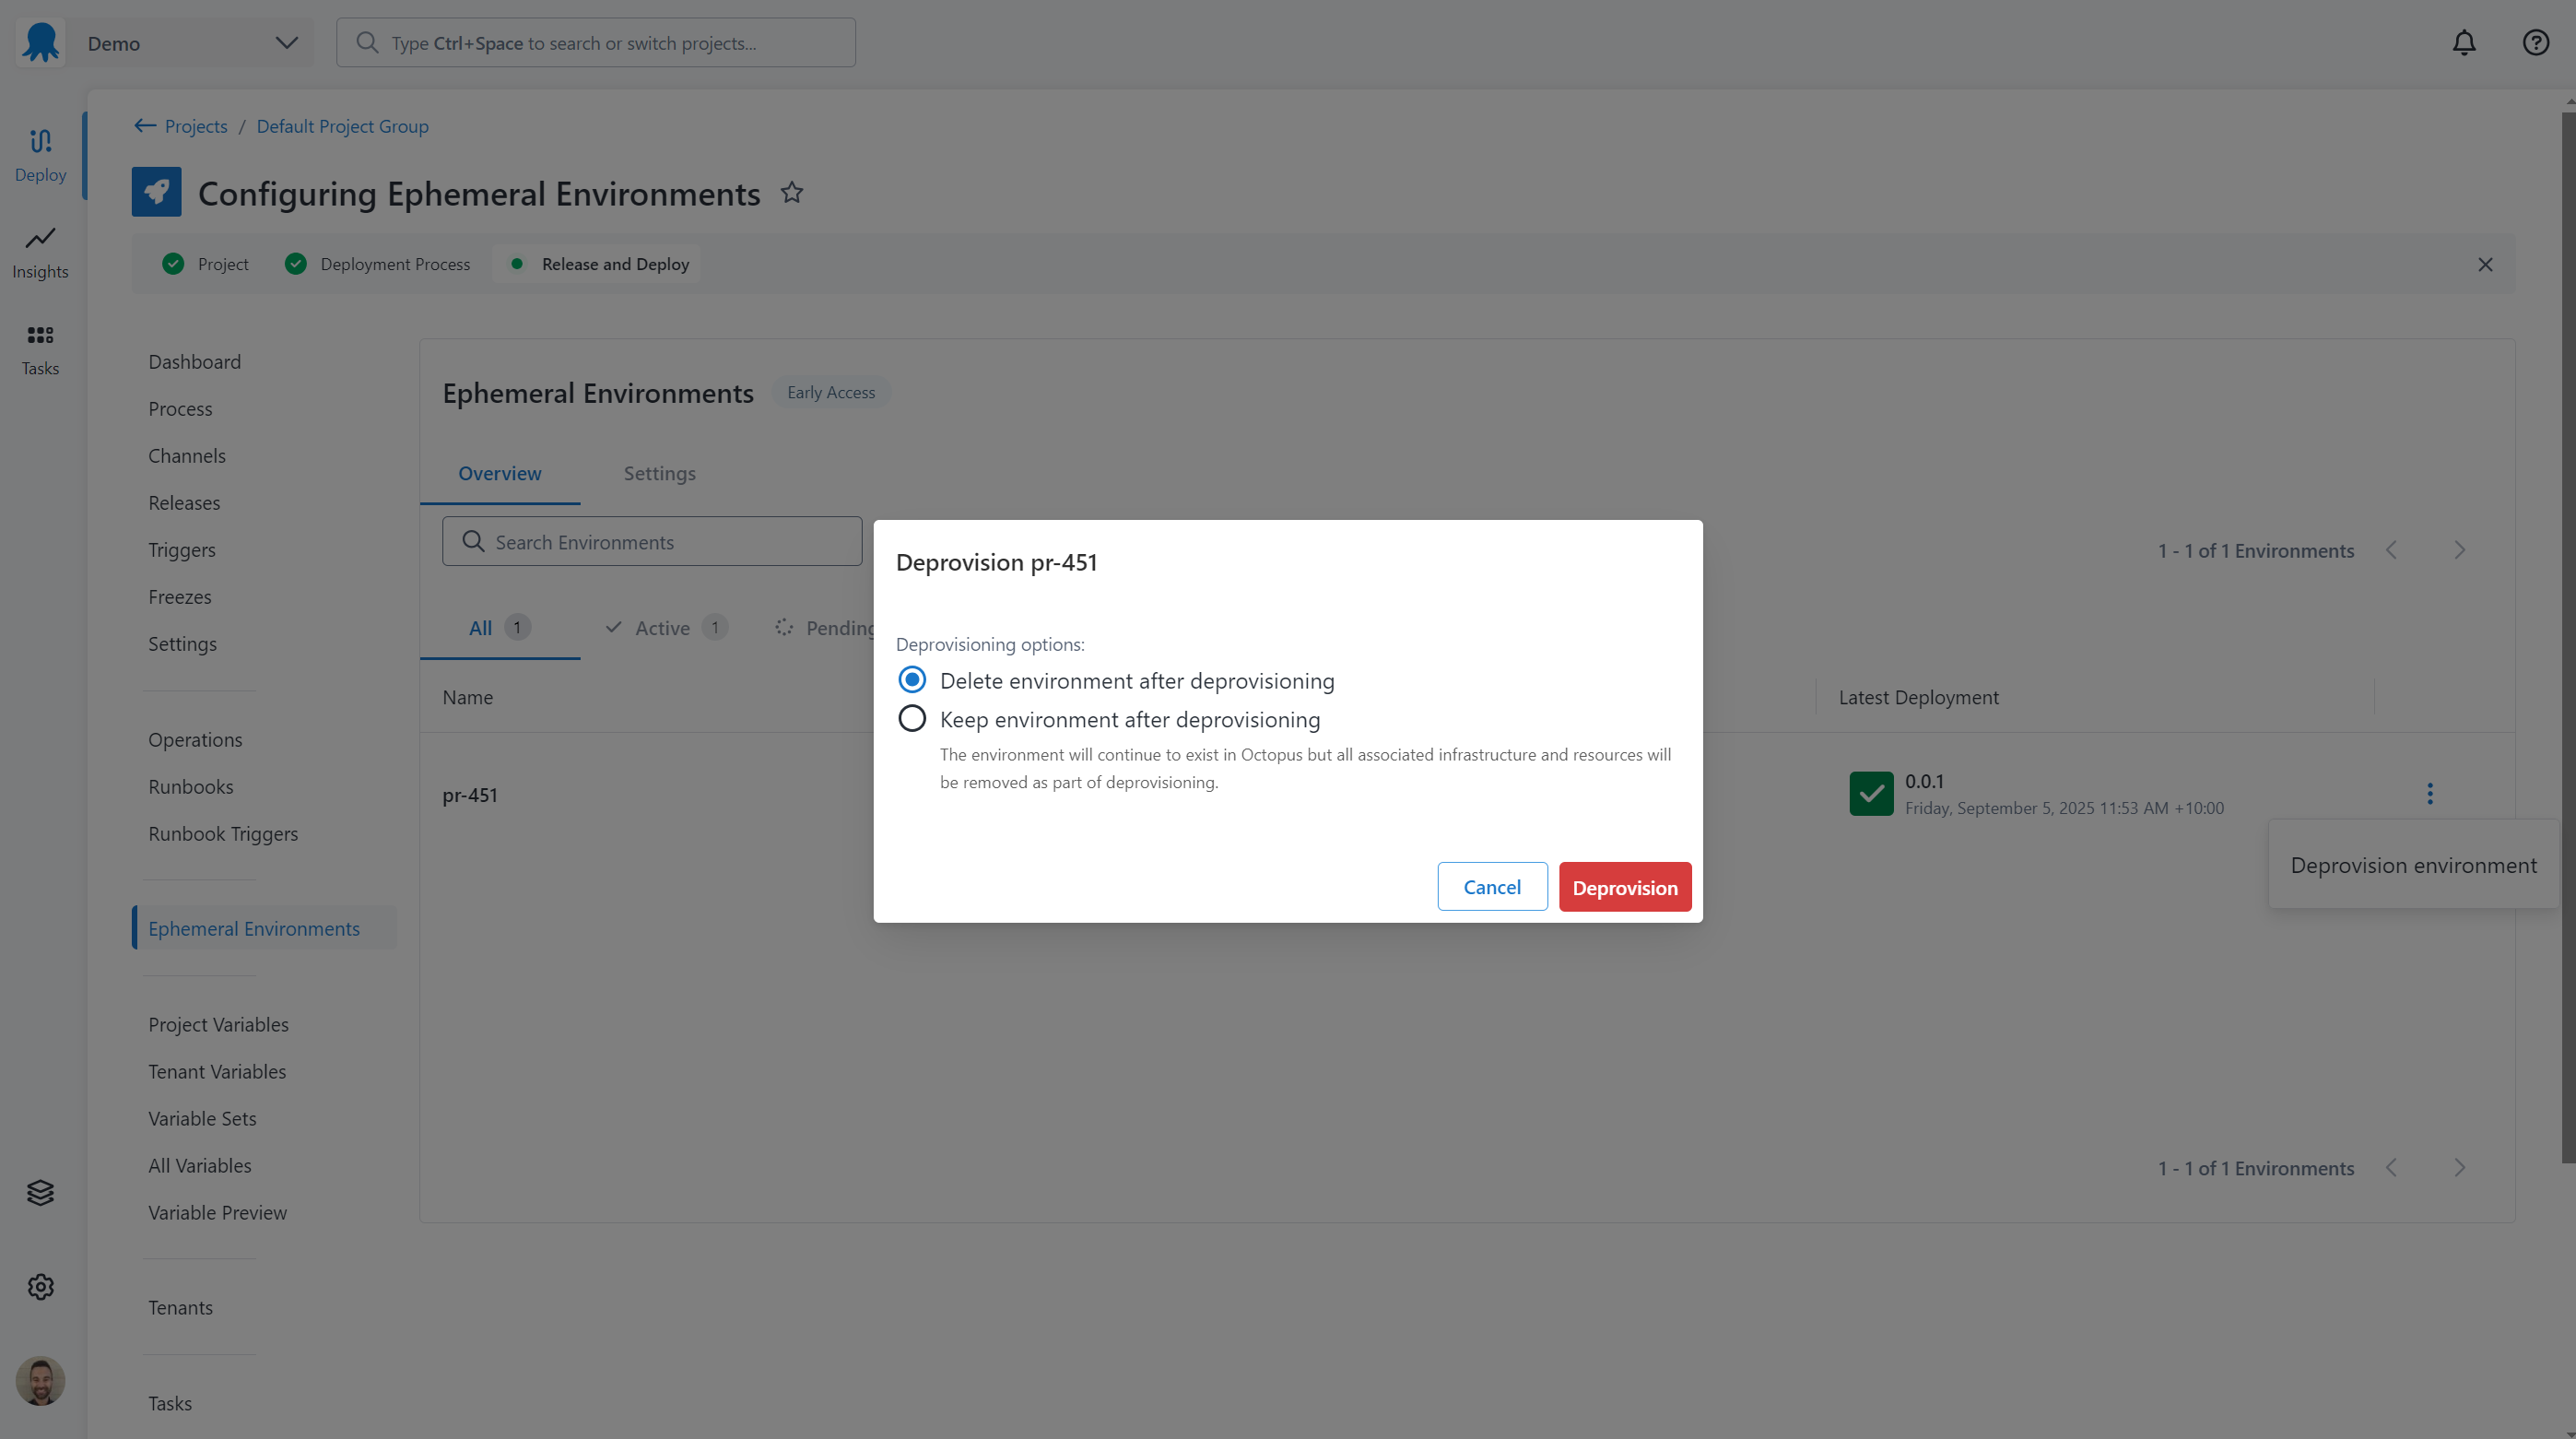 Demo
Type Ctrl+Space to search or switch projects...
Deploy
Insights
Tasks
Projects / Default Project Group
Configuring Ephemeral Environments
Project
Deployment Process
Release and Deploy
Dashboard
Process
Channels
Releases
Triggers
Freezes
Settings
Operations
Runbooks
Runbook Triggers
Ephemeral Environments
Project Variables
Tenant Variables
Variable Sets
All Variables
Variable Preview
Tenants
Tasks
Ephemeral Environments
Early Access
Overview
Settings
Search Environments
1 - 1 of 1 Environments
All 1
Active 1
Pending
Name
Latest Deployment
pr-451
0.0.1
Friday, September 5, 2025 11:53 AM +10:00
Deprovision environment
1 - 1 of 1 Environments
Deprovision pr-451
Deprovisioning options:
Delete environment after deprovisioning
Keep environment after deprovisioning
The environment will continue to exist in Octopus but all associated infrastructure and resources will
be removed as part of deprovisioning.
Cancel
Deprovision